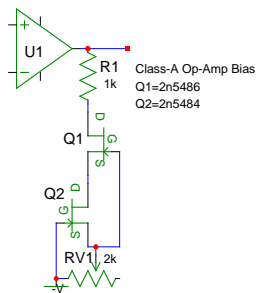 +
U1
−
R1
1k
Class-A Op-Amp Bias
Q1=2n5486
Q2=2n5484
D
Q1
G
S
Q2
D
G
S
RV1
2k
-V